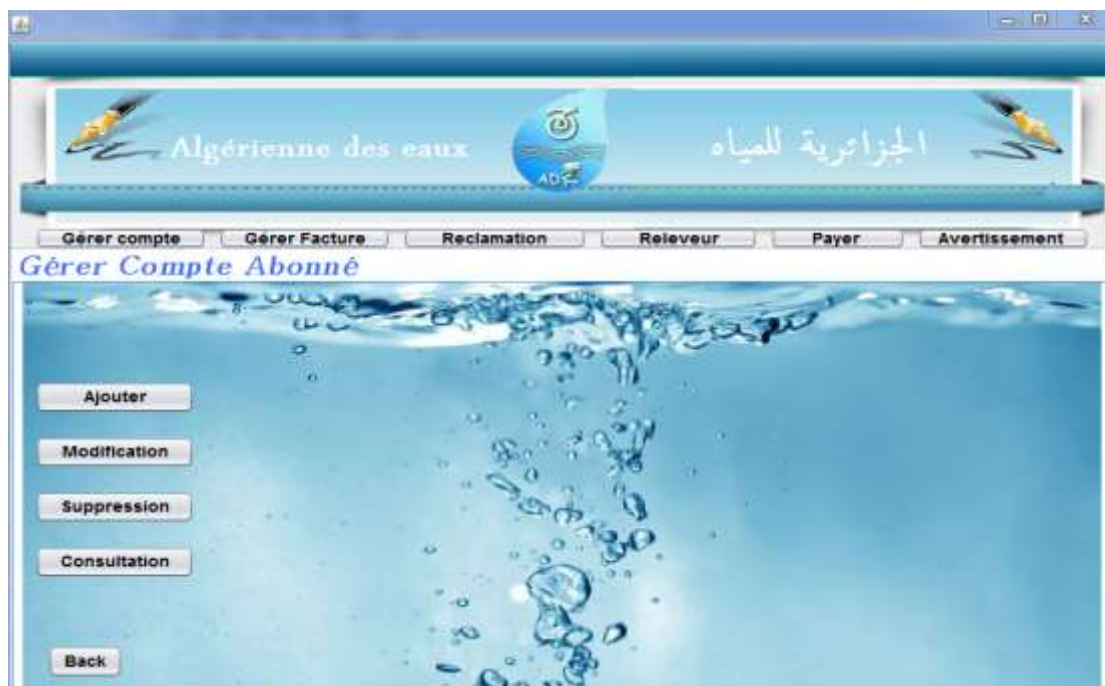 Algérienne des eaux
الجزائرية للمياه
ADE
Gérer compte
Gérer Facture
Reclamation
Releveur
Payer
Avertissement
Gérer Compte Abonné
Ajouter
Modification
Suppression
Consultation
Back